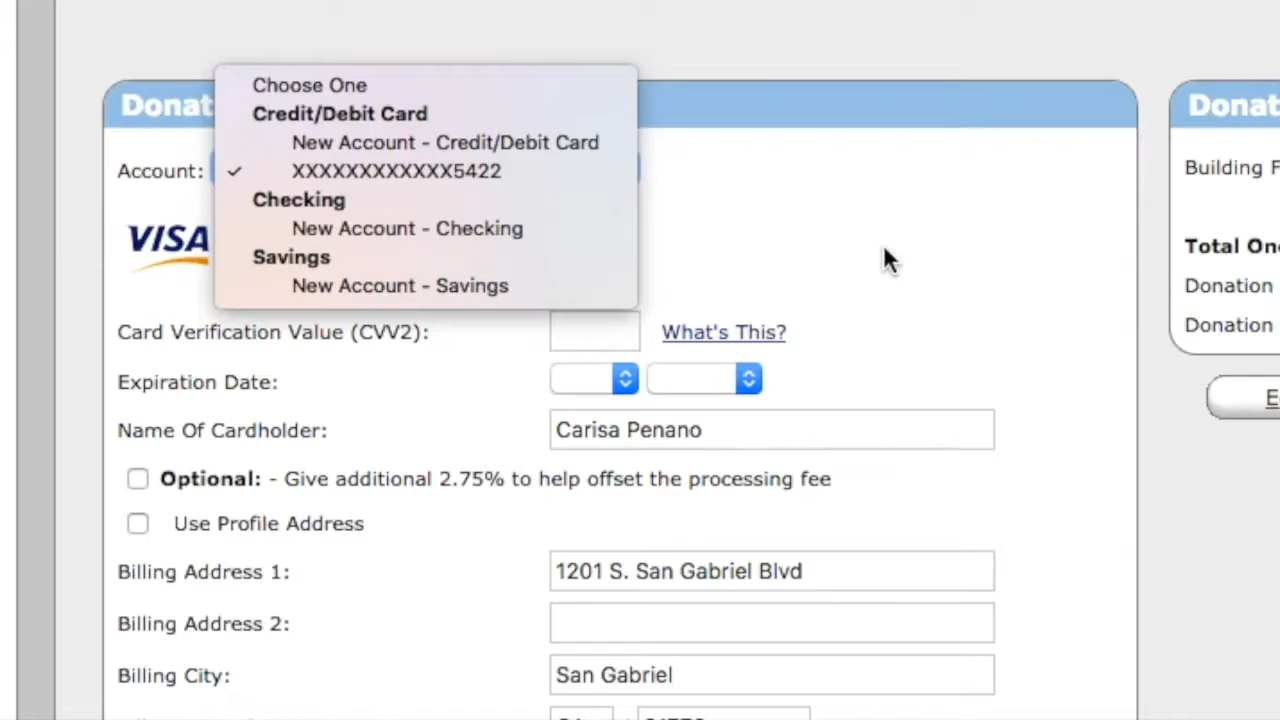 Choose One
Donat
Credit/Debit Card
New Account - Credit/Debit Card
Account:
XXXXXXXXXXXX5422
Checking
VISA
New Account - Checking
Savings
New Account - Savings
Card Verification Value (CVV2):
What's This?
Expiration Date:
Name Of Cardholder:
Carisa Penano
Optional: - Give additional 2.75% to help offset the processing fee
Use Profile Address
Billing Address 1:
1201 S. San Gabriel Blvd
Billing Address 2:
Billing City:
San Gabriel
Donat
Building F
Total On
Donation
Donation
E